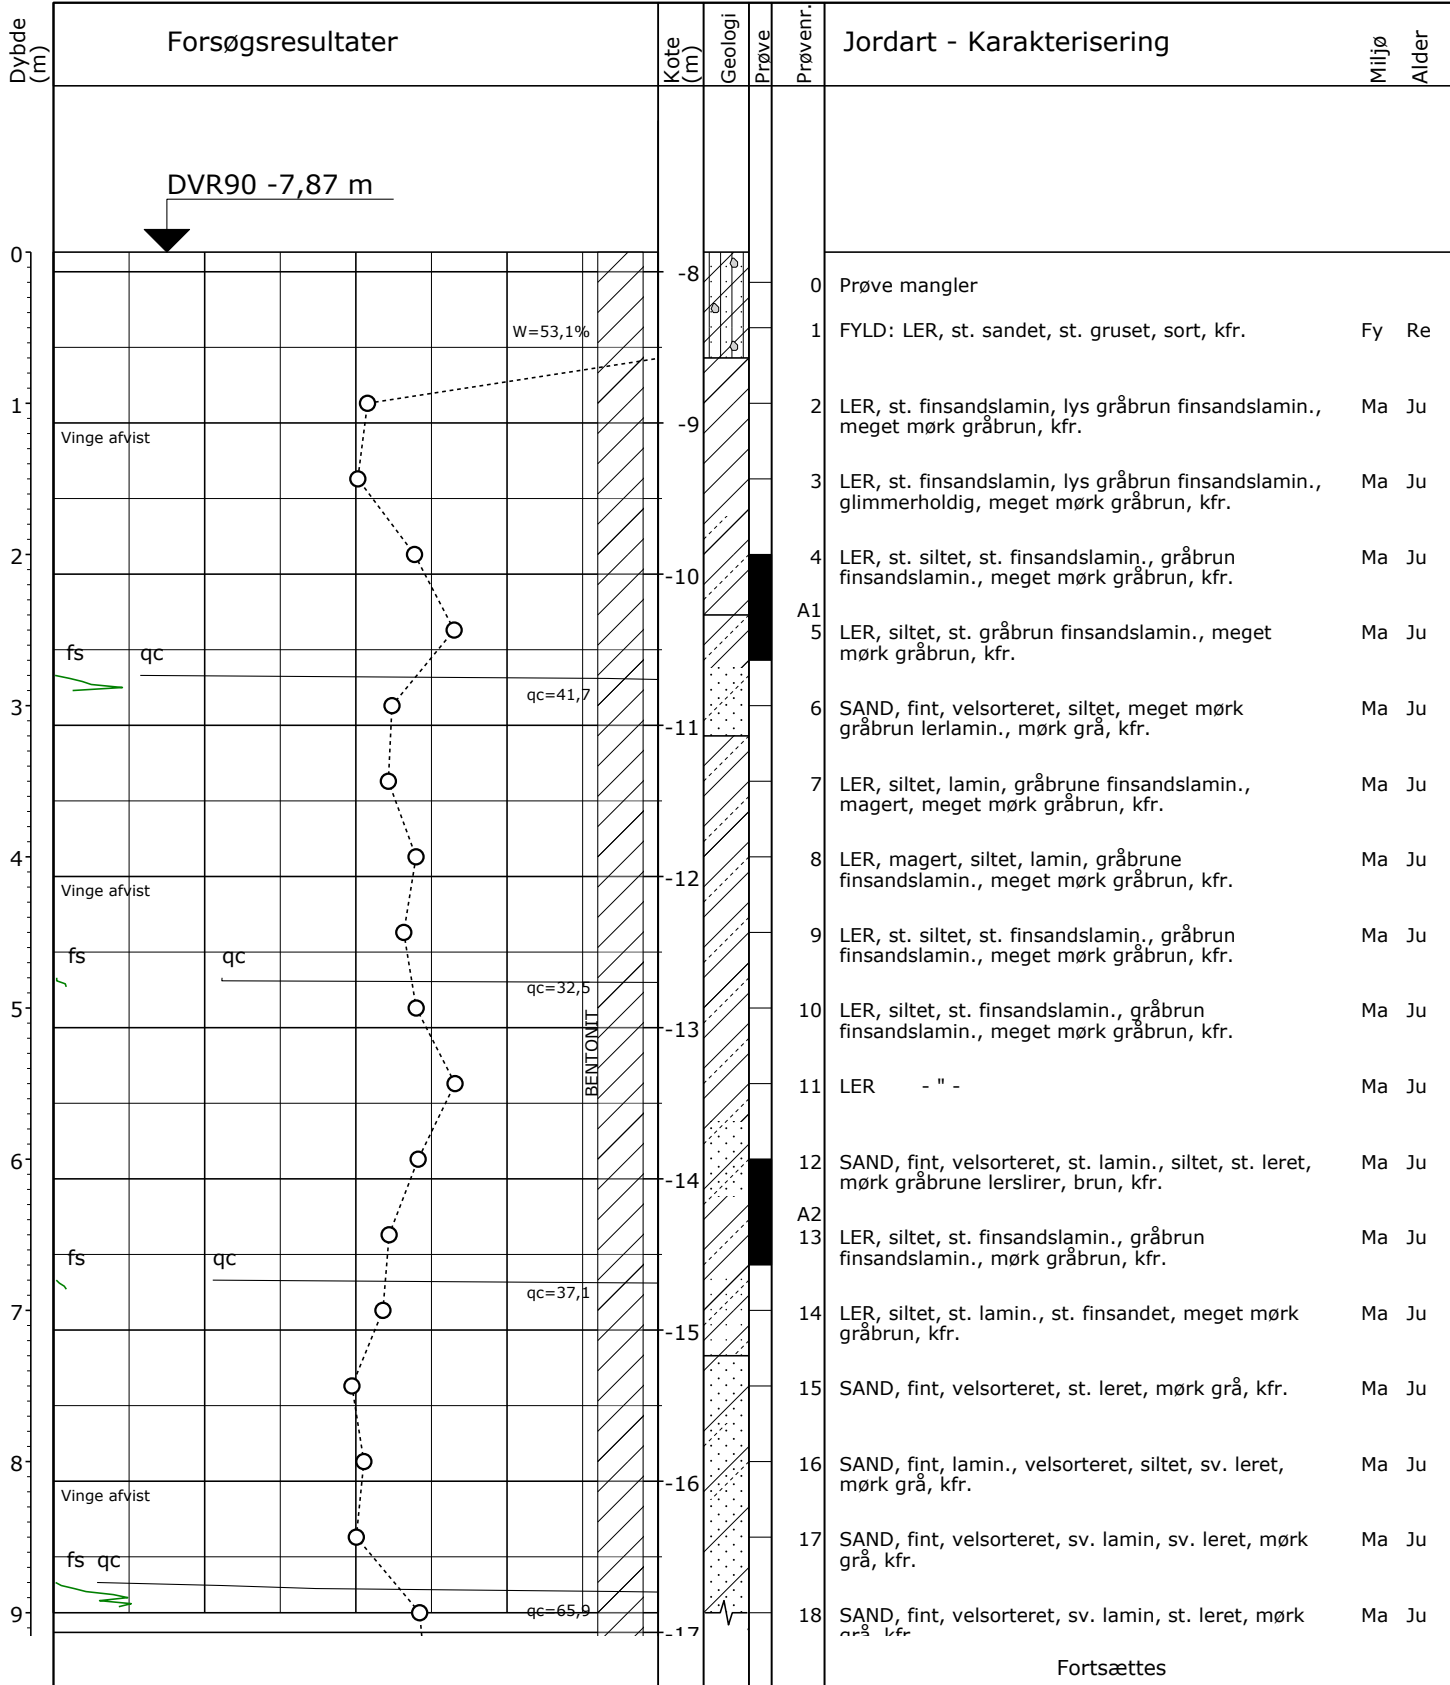 Dybde (m)
Forsøgsresultater
Kote (m)
Geologi
Prøve
Prøvenr.
Jordart - Karakterisering
Miljø
Alder
DVR90 -7,87 m
0
-8
0 Prøve mangler
W=53,1%
1 FYLD: LER, st. sandet, st. gruset, sort, kfr. Fy Re
1
2 LER, st. finsandslamin, lys gråbrun finsandslamin., Ma Ju
meget mørk gråbrun, kfr.
-9
Vinge afvist
3 LER, st. finsandslamin, lys gråbrun finsandslamin., Ma Ju
glimmerholdig, meget mørk gråbrun, kfr.
2
4 LER, st. siltet, st. finsandslamin., gråbrun Ma Ju
finsandslamin., meget mørk gråbrun, kfr.
-10
A1
5 LER, siltet, st. gråbrun finsandslamin., meget Ma Ju
mørk gråbrun, kfr.
fs qc
qc=41,7
3
6 SAND, fint, velsorteret, siltet, meget mørk Ma Ju
gråbrun lerlamin., mørk grå, kfr.
-11
7 LER, siltet, lamin, gråbrune finsandslamin., Ma Ju
magert, meget mørk gråbrun, kfr.
4
8 LER, magert, siltet, lamin, gråbrune Ma Ju
finsandslamin., meget mørk gråbrun, kfr.
-12
Vinge afvist
9 LER, st. siltet, st. finsandslamin., gråbrun Ma Ju
finsandslamin., meget mørk gråbrun, kfr.
fs qc
qc=32,5
5
10 LER, siltet, st. finsandslamin., gråbrun Ma Ju
finsandslamin., meget mørk gråbrun, kfr.
-13
BENTONIT
11 LER - " - Ma Ju
6
12 SAND, fint, velsorteret, st. lamin., siltet, st. leret, Ma Ju
mørk gråbrune lerslirer, brun, kfr.
-14
A2
13 LER, siltet, st. finsandslamin., gråbrun Ma Ju
finsandslamin., mørk gråbrun, kfr.
fs qc
qc=37,1
7
14 LER, siltet, st. lamin., st. finsandet, meget mørk Ma Ju
gråbrun, kfr.
-15
15 SAND, fint, velsorteret, st. leret, mørk grå, kfr. Ma Ju
8
16 SAND, fint, lamin., velsorteret, siltet, sv. leret, Ma Ju
mørk grå, kfr.
-16
Vinge afvist
17 SAND, fint, velsorteret, sv. lamin, sv. leret, mørk Ma Ju
grå, kfr.
fs qc
qc=65,9
9
18 SAND, fint, velsorteret, sv. lamin, st. leret, mørk Ma Ju
grå, kfr.
-17
Fortsættes